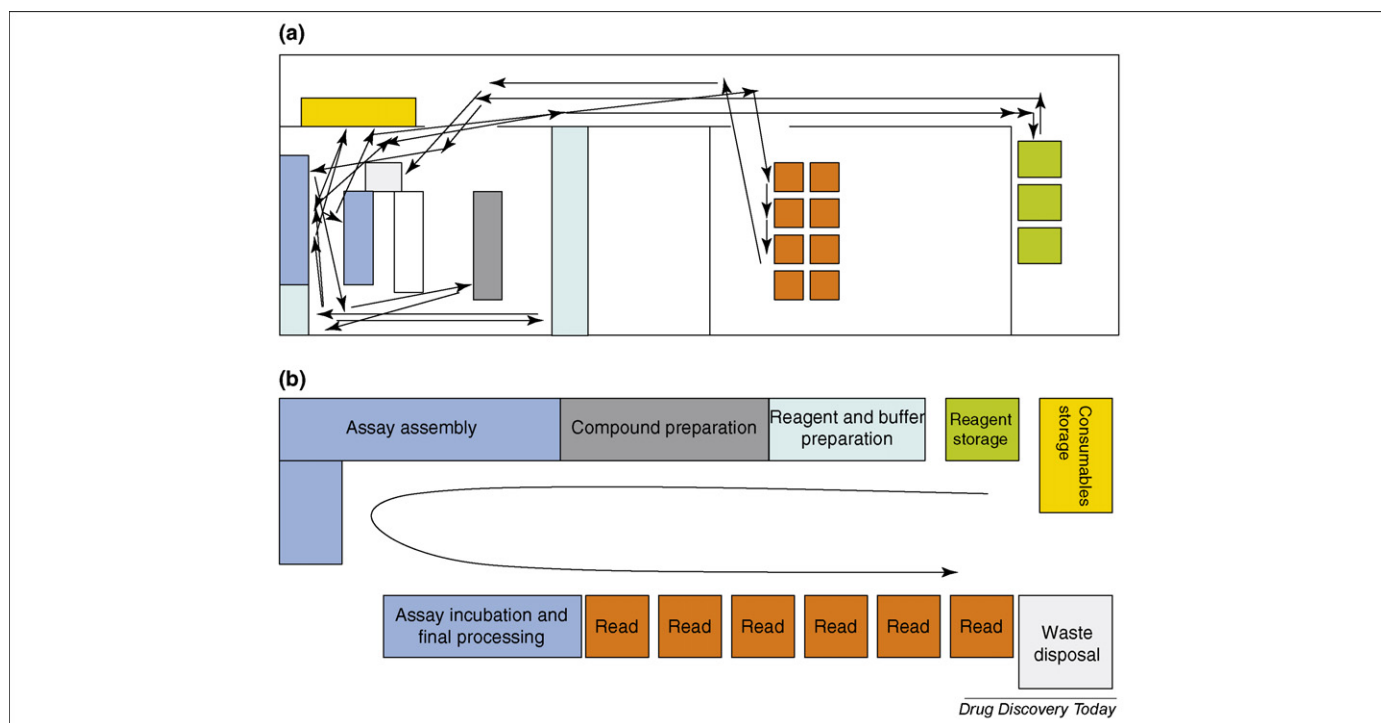 (a)
(b)
Assay assembly
Compound preparation
Reagent and buffer
preparation
Reagent
storage
Consumables
storage
Assay incubation and
final processing
Read
Read
Read
Read
Read
Read
Waste
disposal
Drug Discovery Today